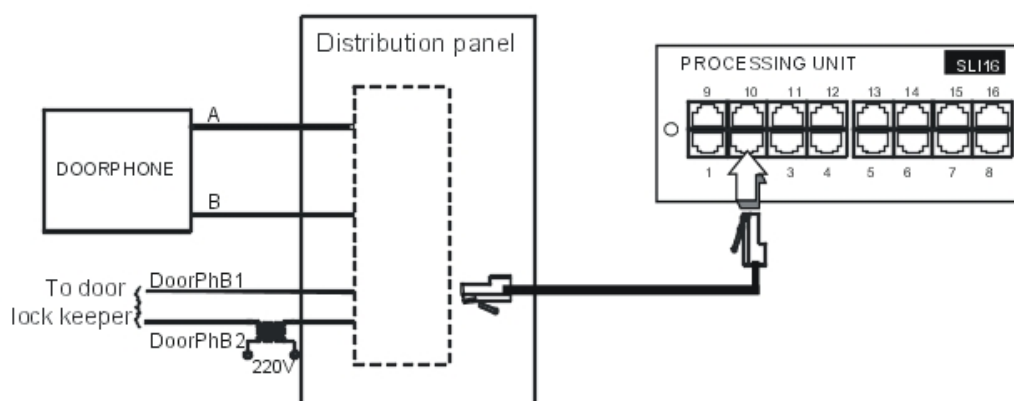 Distribution panel
PROCESSING UNIT
SLI16
9 10 11 12 13 14 15 16
1 3 4 5 6 7 8
A
DOORPHONE
B
DoorPhB1
To door
lock keeper
DoorPhB2
220V